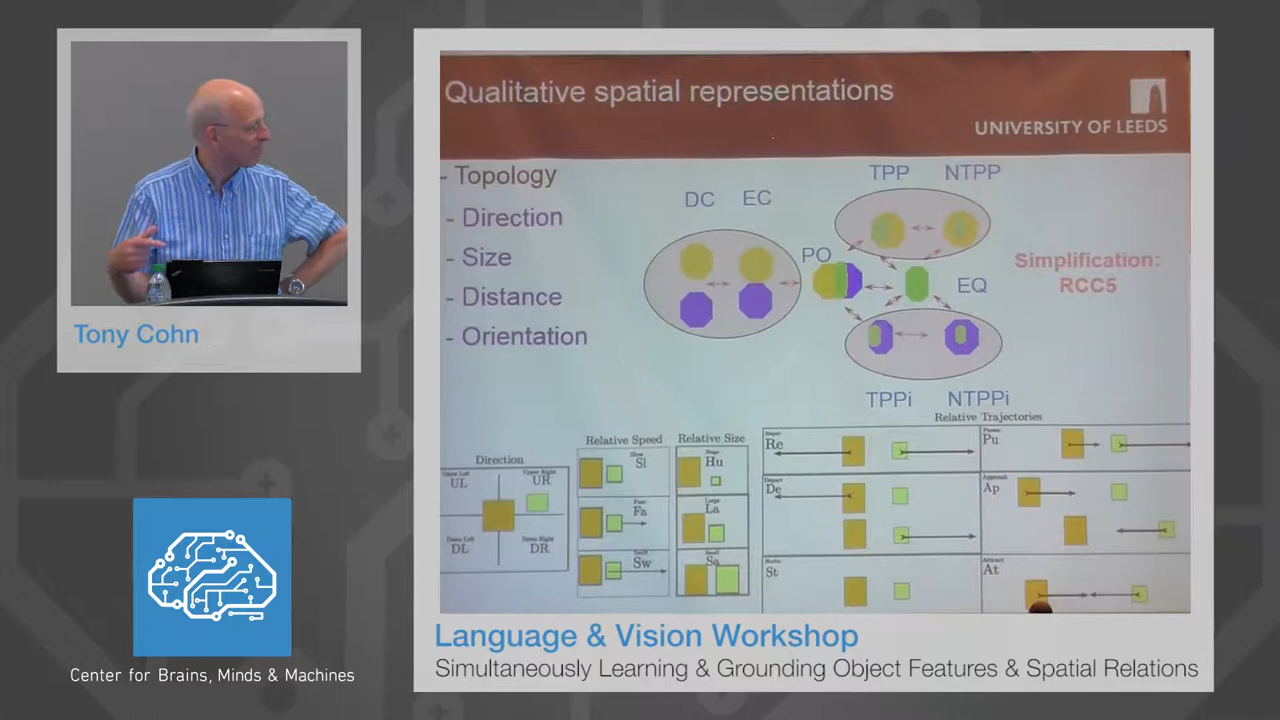 Qualitative spatial representations
UNIVERSITY OF LEEDS
- Topology
- Direction
- Size
- Distance
- Orientation
DC
EC
TPP
NTPP
PO
EQ
TPPi
NTPPi
Simplification:
RCC5
Direction
Upper Left
UL
Upper Right
UR
Down Left
DL
Down Right
DR
Relative Speed
Slow
Sl
Fast
Fa
Swift
Sw
Relative Size
Huge
Hu
Large
La
Small
Sa
Relative Trajectories
Repel
Re
Depart
De
Static
St
Pursue
Pu
Approach
Ap
Attract
At
Tony Cohn
Center for Brains, Minds & Machines
Language & Vision Workshop
Simultaneously Learning & Grounding Object Features & Spatial Relations